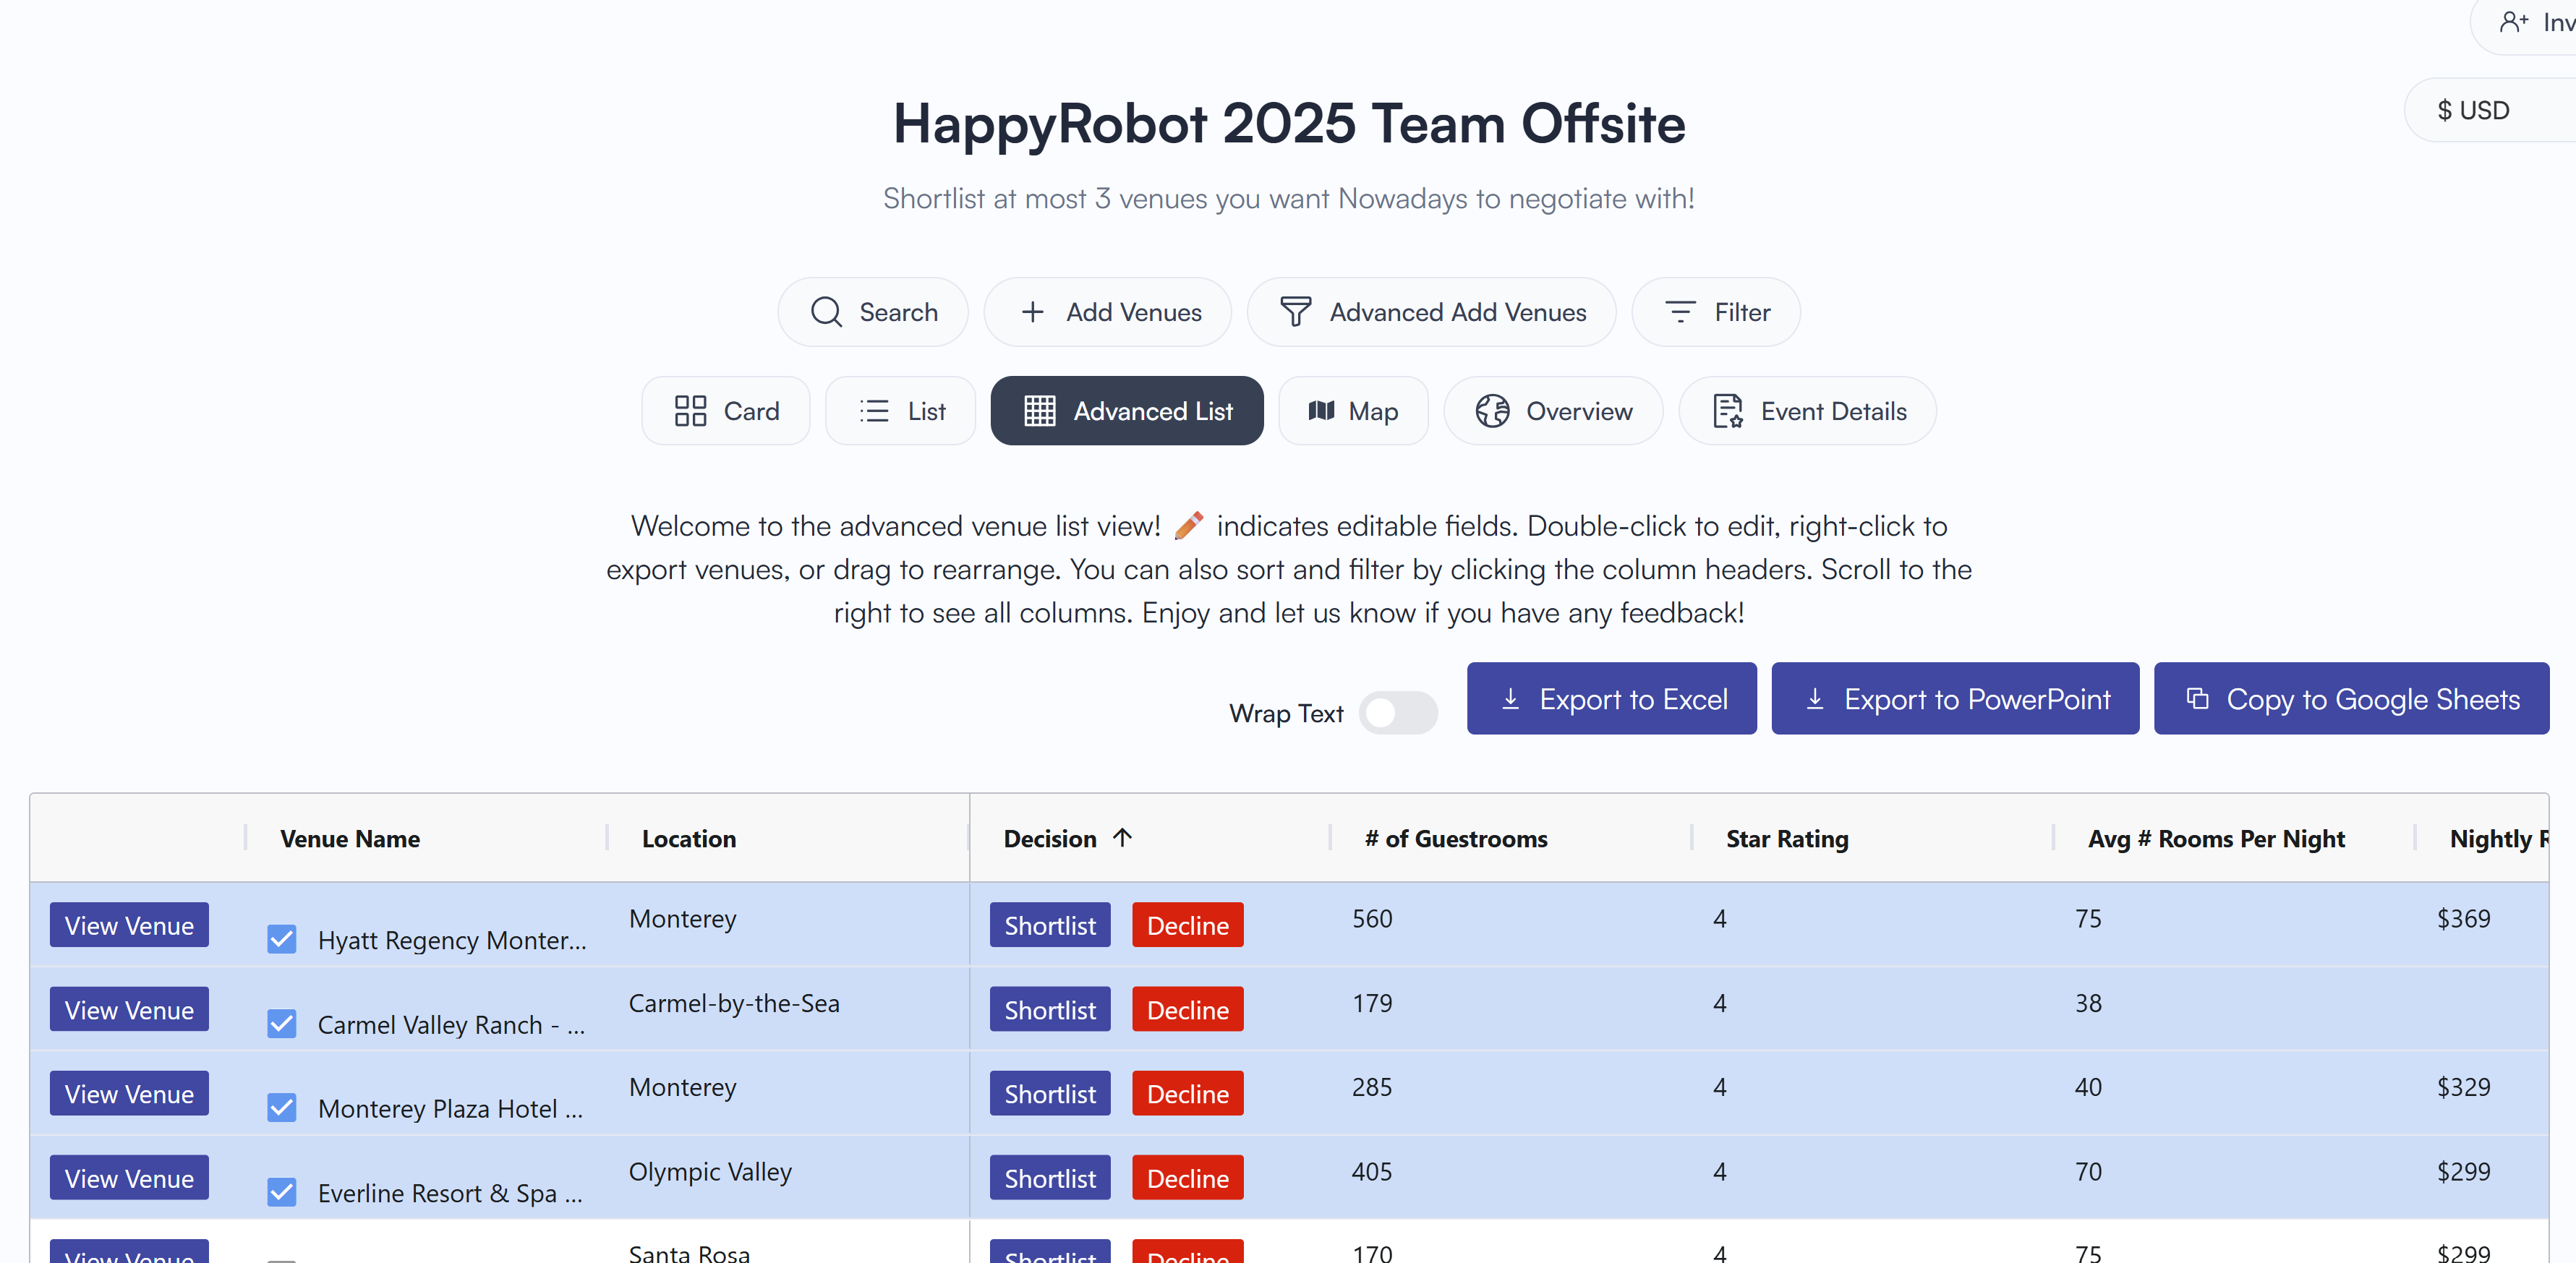 Inv
HappyRobot 2025 Team Offsite
$ USD
Shortlist at most 3 venues you want Nowadays to negotiate with!
Search Add Venues Advanced Add Venues Filter
Card List Advanced List Map Overview Event Details
Welcome to the advanced venue list view! ✏️ indicates editable fields. Double-click to edit, right-click to
export venues, or drag to rearrange. You can also sort and filter by clicking the column headers. Scroll to the
right to see all columns. Enjoy and let us know if you have any feedback!
Wrap Text Export to Excel Export to PowerPoint Copy to Google Sheets
Venue Name Location Decision ↑ # of Guestrooms Star Rating Avg # Rooms Per Night Nightly R
View Venue Hyatt Regency Monter... Monterey Shortlist Decline 560 4 75 $369
View Venue Carmel Valley Ranch - ... Carmel-by-the-Sea Shortlist Decline 179 4 38
View Venue Monterey Plaza Hotel ... Monterey Shortlist Decline 285 4 40 $329
View Venue Everline Resort & Spa ... Olympic Valley Shortlist Decline 405 4 70 $299
View Venue Santa Rosa Shortlist Decline 170 4 75 $299